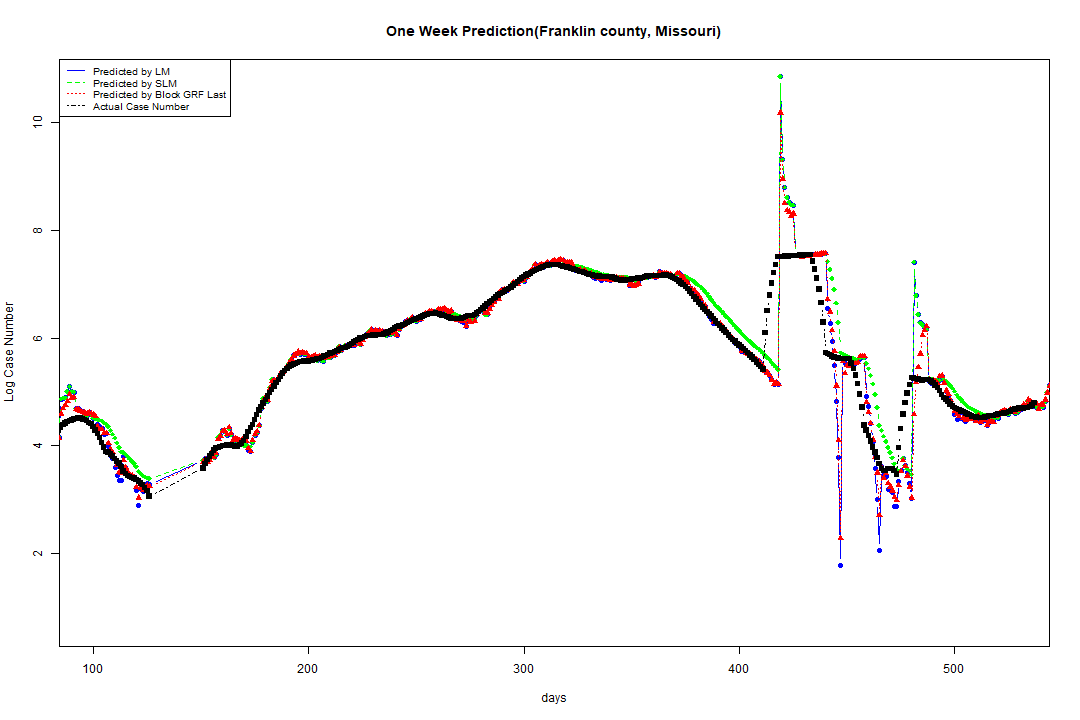 One Week Prediction(Franklin county, Missouri)
Predicted by LM
Predicted by SLM
Predicted by Block GRF Last
Actual Case Number
10
8
6
4
2
Log Case Number
100 200 300 400 500
days